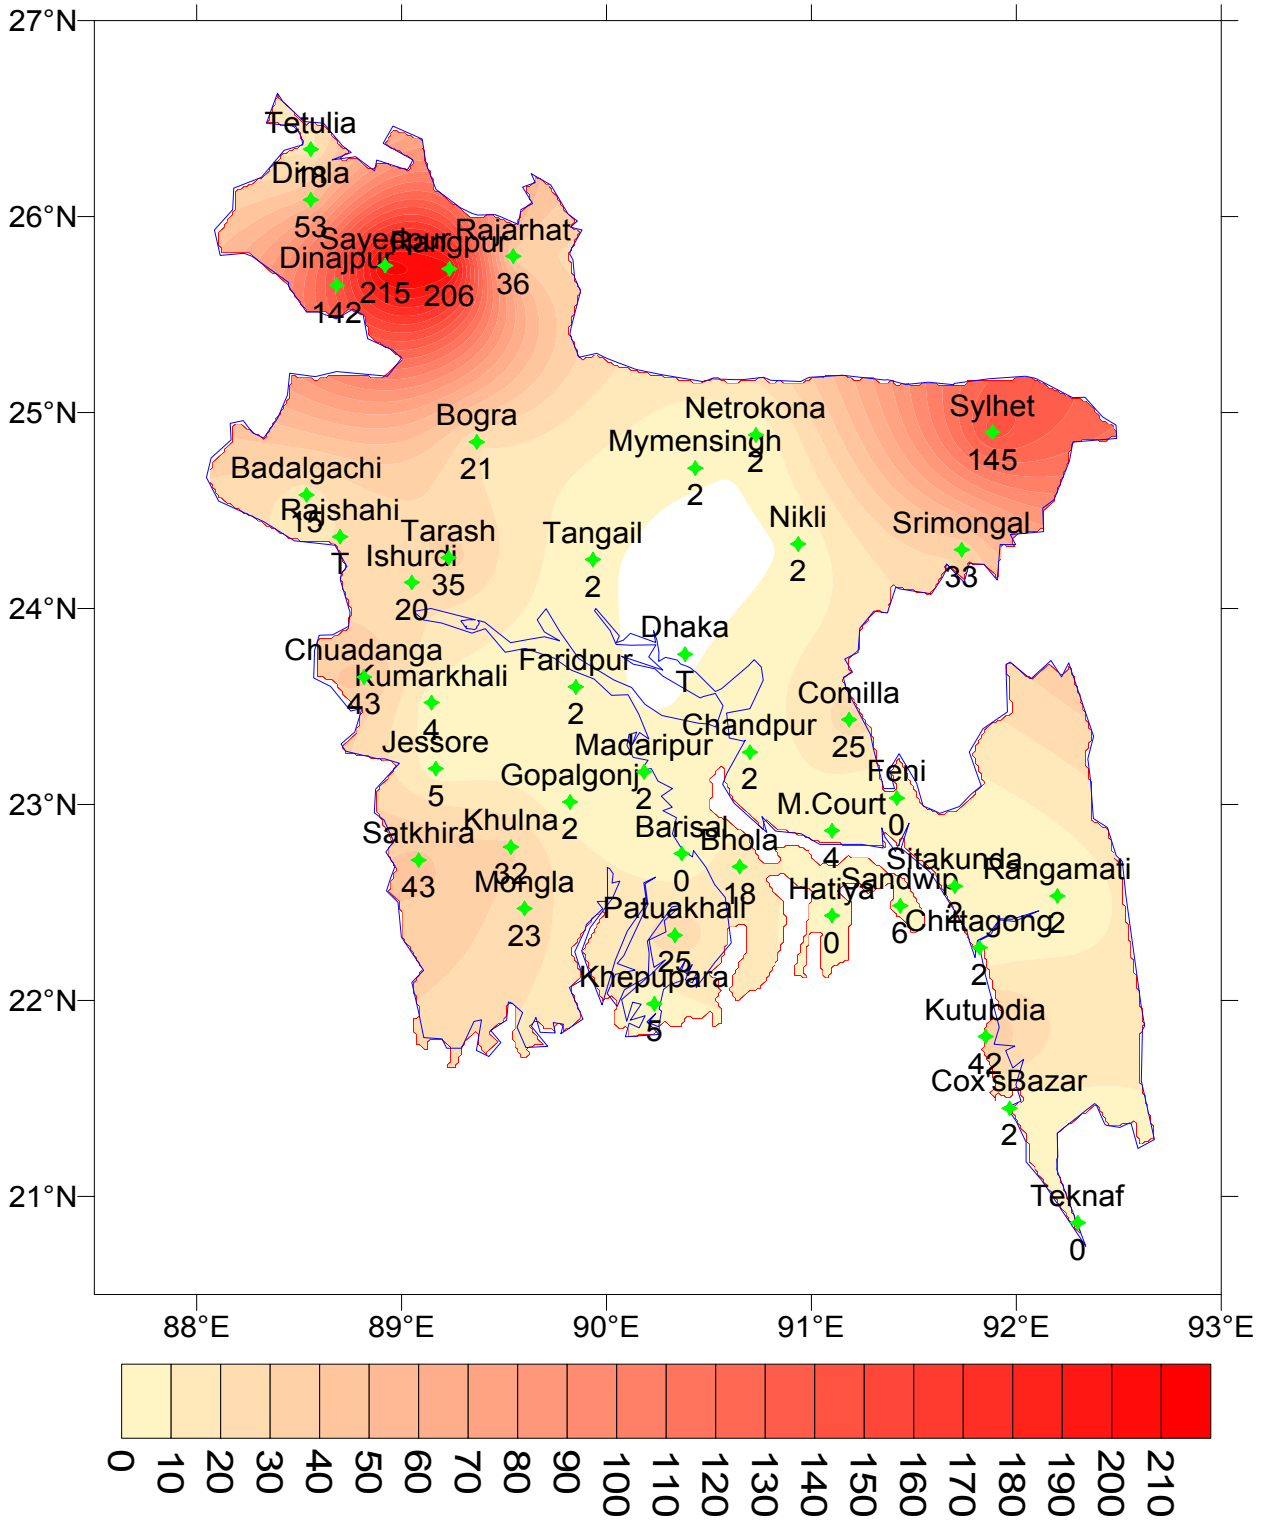 27°N
Tetulia
18
Dimla
53
26°N
Sayedpur
Rangpur
Rajarhat
Dinajpur
215
206
36
142
25°N
Netrokona
2
Sylhet
145
Bogra
21
Mymensingh
2
Badalgachi
15
Rajshahi
T
Tarash
35
Ishurdi
20
Tangail
2
Nikli
2
Srimongal
33
24°N
Dhaka
T
Chuadanga
43
Kumarkhali
4
Faridpur
2
Comilla
25
Jessore
5
Chandpur
2
Madaripur
2
Gopalgonj
2
Feni
0
23°N
M.Court
4
Khulna
32
Satkhira
43
Barisal
0
Bhola
18
Sitakunda
2
Rangamati
2
Mongla
23
Hatiya
0
Sandwip
6
Patuakhali
25
Chittagong
2
22°N
Khepupara
5
Kutubdia
42
Cox'sBazar
2
21°N
Teknaf
0
88°E 89°E 90°E 91°E 92°E 93°E
0 10 20 30 40 50 60 70 80 90 100 110 120 130 140 150 160 170 180 190 200 210